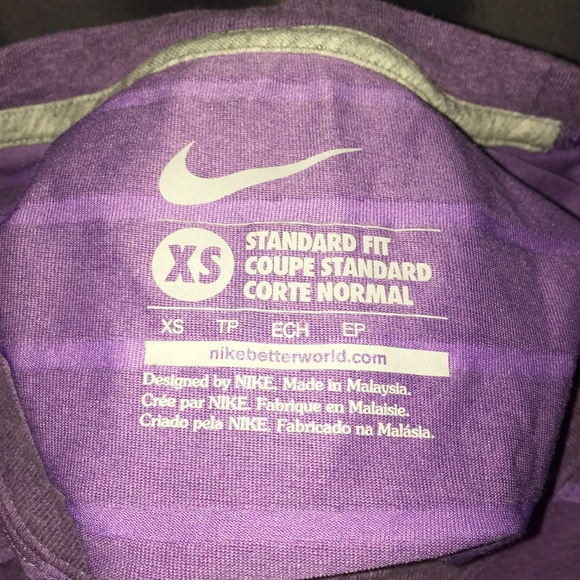 XS
STANDARD FIT
COUPE STANDARD
CORTE NORMAL
XS TP ECH EP
nikebetterworld.com
Designed by NIKE. Made in Malaysia.
Crée par NIKE. Fabrique en Malaisie.
Criado pela NIKE. Fabricado na Malásia.